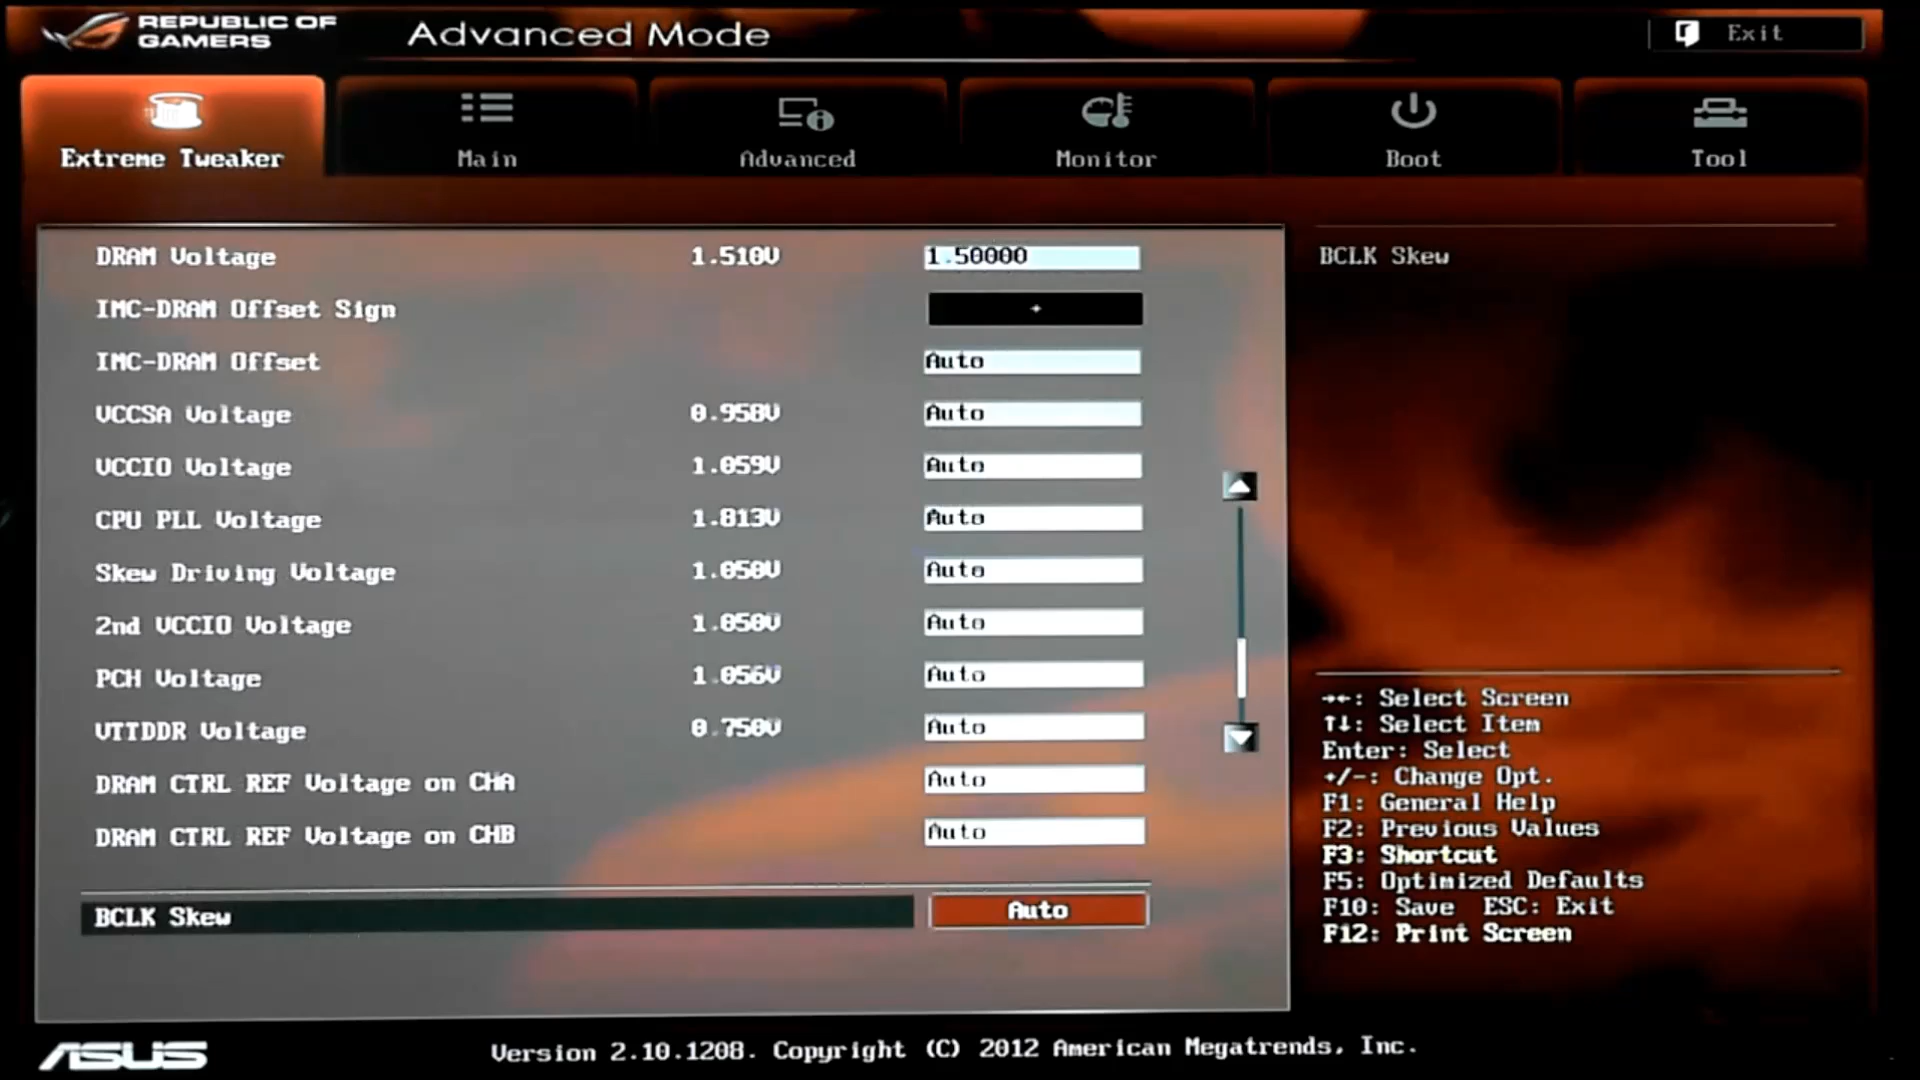 REPUBLIC OF
GAMERS
Advanced Mode
Exit
Extreme Tweaker
Main
Advanced
Monitor
Boot
Tool
DRAM Voltage 1.510V 1.50000
IMC-DRAM Offset Sign +
IMC-DRAM Offset Auto
VCCSA Voltage 0.958V Auto
VCCIO Voltage 1.059V Auto
CPU PLL Voltage 1.813V Auto
Skew Driving Voltage 1.050V Auto
2nd VCCIO Voltage 1.050V Auto
PCH Voltage 1.056V Auto
VTTDDR Voltage 0.750V Auto
DRAM CTRL REF Voltage on CHA Auto
DRAM CTRL REF Voltage on CHB Auto
BCLK Skew Auto
BCLK Skew
→←: Select Screen
↑↓: Select Item
Enter: Select
+/-: Change Opt.
F1: General Help
F2: Previous Values
F3: Shortcut
F5: Optimized Defaults
F10: Save ESC: Exit
F12: Print Screen
ASUS
Version 2.10.1208. Copyright (C) 2012 American Megatrends, Inc.